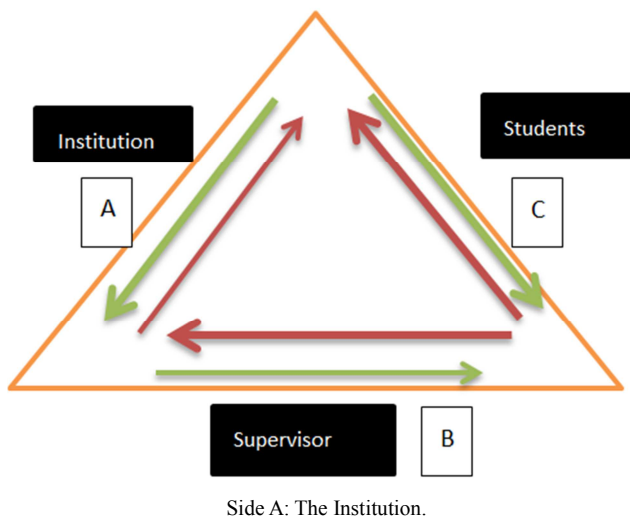 Institution
Students
A
C
Supervisor
B
Side A: The Institution.